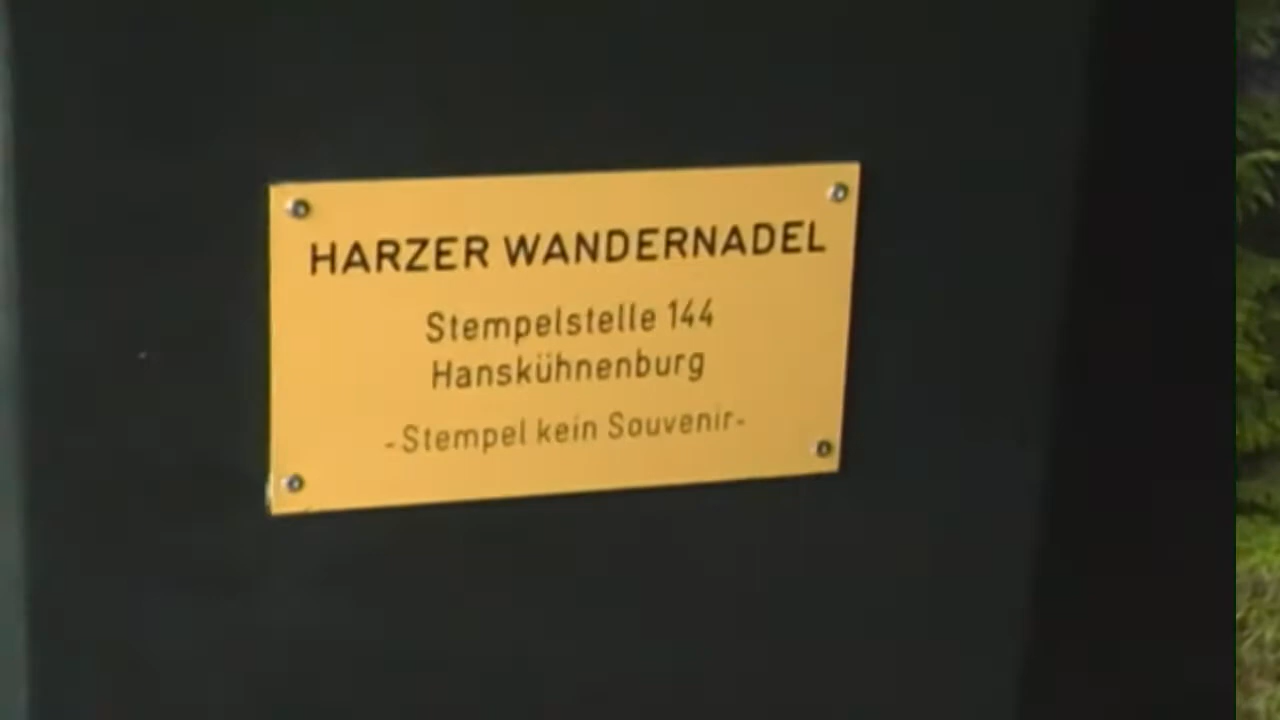 HARZER WANDERNADEL
Stempelstelle 144
Hanskühnenburg
-Stempel kein Souvenir-